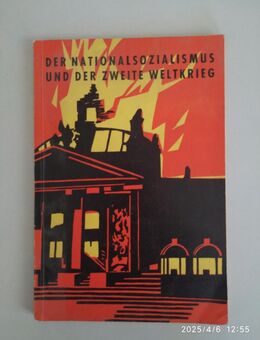 DER NATIONALSOZIALISMUS
UND DER ZWEITE WELTKRIEG
2025/4/6 12:55